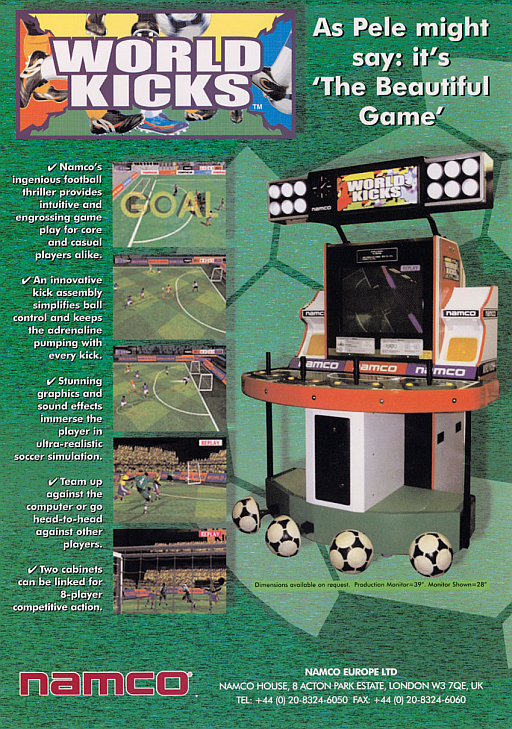 WORLD
KICKS™
As Pele might
say: it's
'The Beautiful
Game'
✔ Namco's
ingenious football
thriller provides
intuitive and
engrossing game
play for core
and casual
players alike.
✔ An innovative
kick assembly
simplifies ball
control and keeps
the adrenaline
pumping with
every kick.
✔ Stunning
graphics and
sound effects
immerse the
player in
ultra-realistic
soccer simulation.
✔ Team up
against the
computer or go
head-to-head
against other
players.
✔ Two cabinets
can be linked for
8-player
competitive action.
GOAL
REPLAY
REPLAY
namco
WORLD
KICKS
REPLAY
WORLD
KICKS
namco
namco
namco
namco
namco
Dimensions available on request. Production Monitor=39". Monitor Shown=28"
namco®
NAMCO EUROPE LTD
NAMCO HOUSE, 8 ACTON PARK ESTATE, LONDON W3 7QE, UK
TEL: +44 (0) 20-8324-6050 FAX: +44 (0) 20-8324-6060